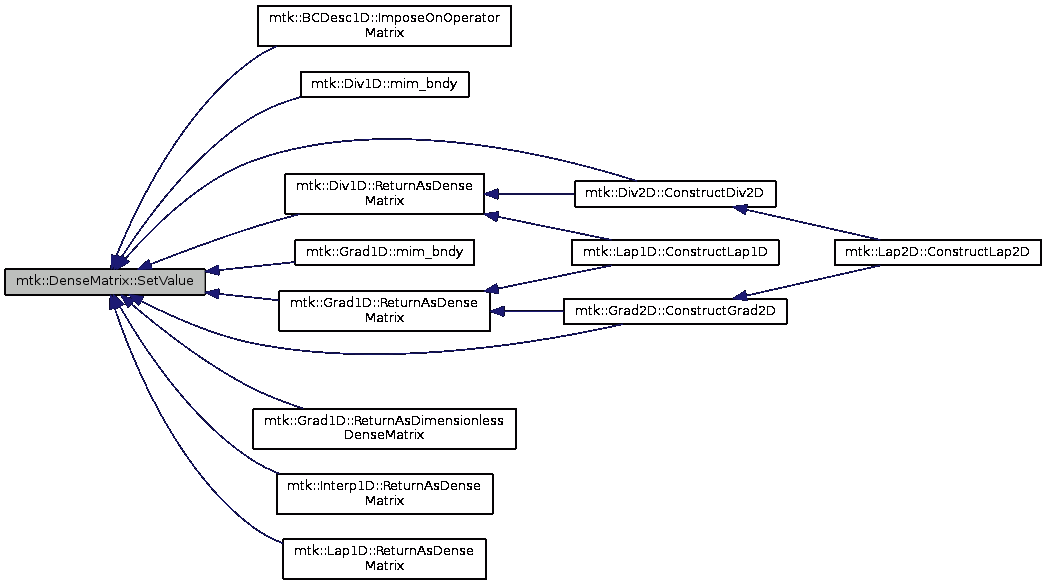 mtk::BCDesc1D::ImposeOnOperator
Matrix
mtk::Div1D::mim_bndy
mtk::Div1D::ReturnAsDense
Matrix
mtk::Div2D::ConstructDiv2D
mtk::Grad1D::mim_bndy
mtk::Lap1D::ConstructLap1D
mtk::Lap2D::ConstructLap2D
mtk::DenseMatrix::SetValue
mtk::Grad1D::ReturnAsDense
Matrix
mtk::Grad2D::ConstructGrad2D
mtk::Grad1D::ReturnAsDimensionless
DenseMatrix
mtk::Interp1D::ReturnAsDense
Matrix
mtk::Lap1D::ReturnAsDense
Matrix